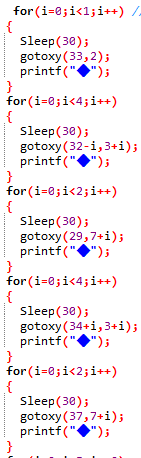 for(i=0;i<1;i++) //
{
Sleep(30);
gotoxy(33,2);
printf("◆");
}
for(i=0;i<4;i++)
{
Sleep(30);
gotoxy(32-i,3+i);
printf("◆");
}
for(i=0;i<2;i++)
{
Sleep(30);
gotoxy(29,7+i);
printf("◆");
}
for(i=0;i<4;i++)
{
Sleep(30);
gotoxy(34+i,3+i);
printf("◆");
}
for(i=0;i<2;i++)
{
Sleep(30);
gotoxy(37,7+i);
printf("◆");
}